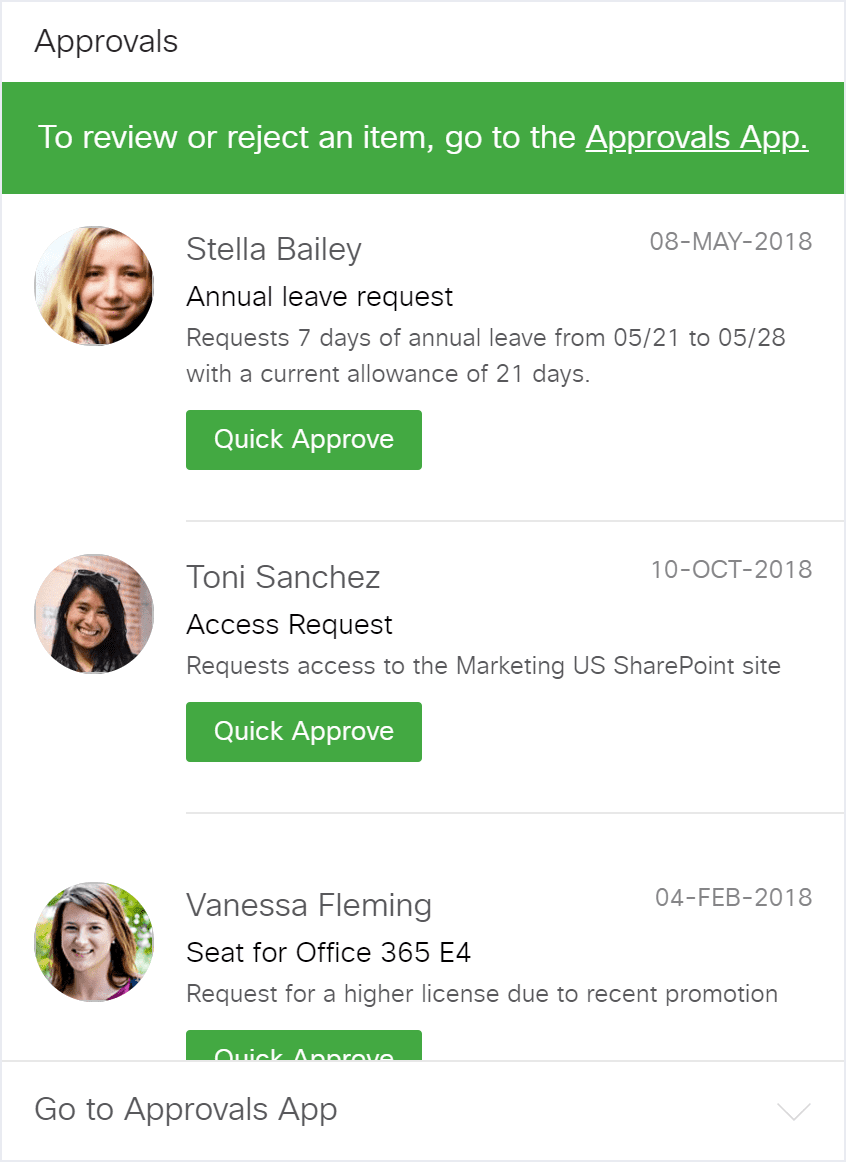 Approvals
To review or reject an item, go to the Approvals App.
Stella Bailey
08-MAY-2018
Annual leave request
Requests 7 days of annual leave from 05/21 to 05/28
with a current allowance of 21 days.
Quick Approve
Toni Sanchez
10-OCT-2018
Access Request
Requests access to the Marketing US SharePoint site
Quick Approve
Vanessa Fleming
04-FEB-2018
Seat for Office 365 E4
Request for a higher license due to recent promotion
Quick Approve
Go to Approvals App